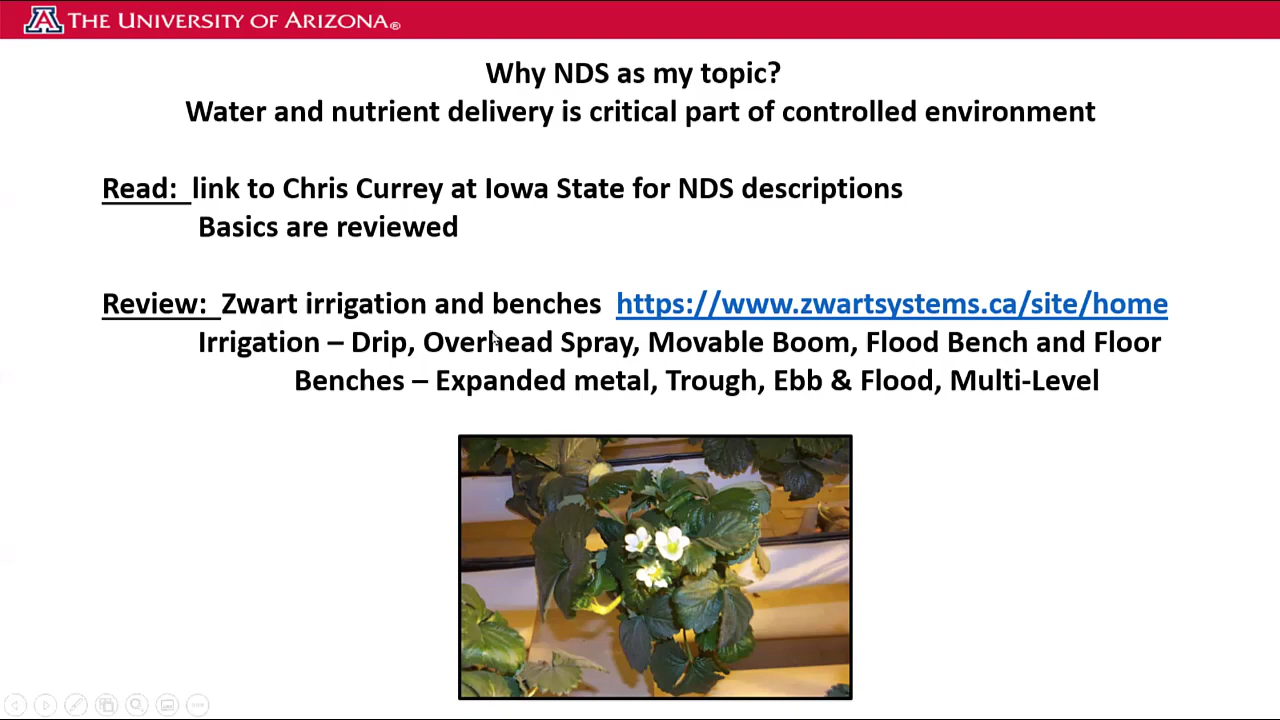 THE UNIVERSITY OF ARIZONA®
Why NDS as my topic?
Water and nutrient delivery is critical part of controlled environment
Read: link to Chris Currey at Iowa State for NDS descriptions
Basics are reviewed
Review: Zwart irrigation and benches https://www.zwartsystems.ca/site/home
Irrigation – Drip, Overhead Spray, Movable Boom, Flood Bench and Floor
Benches – Expanded metal, Trough, Ebb & Flood, Multi-Level